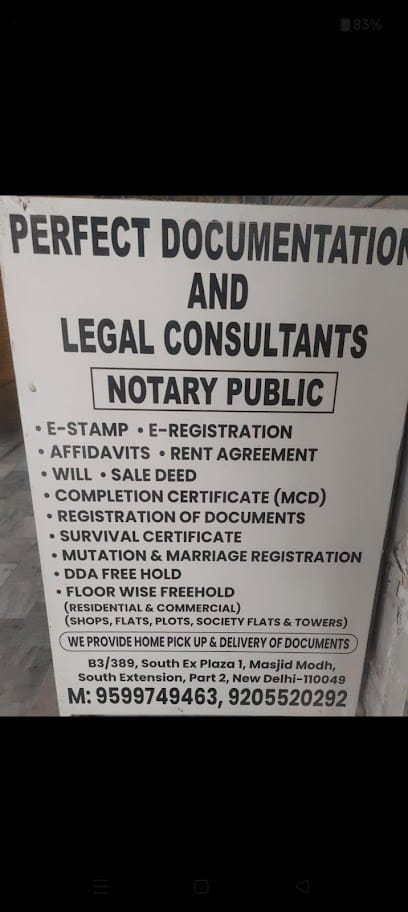 83%
PERFECT DOCUMENTATION
AND
LEGAL CONSULTANTS
NOTARY PUBLIC
• E-STAMP • E-REGISTRATION
• AFFIDAVITS • RENT AGREEMENT
• WILL • SALE DEED
• COMPLETION CERTIFICATE (MCD)
• REGISTRATION OF DOCUMENTS
• SURVIVAL CERTIFICATE
• MUTATION & MARRIAGE REGISTRATION
• DDA FREE HOLD
• FLOOR WISE FREEHOLD
(RESIDENTIAL & COMMERCIAL)
(SHOPS, FLATS, PLOTS, SOCIETY FLATS & TOWERS)
WE PROVIDE HOME PICK UP & DELIVERY OF DOCUMENTS
B3/389, South Ex Plaza 1, Masjid Modh,
South Extension, Part 2, New Delhi-110049
M: 9599749463, 9205520292